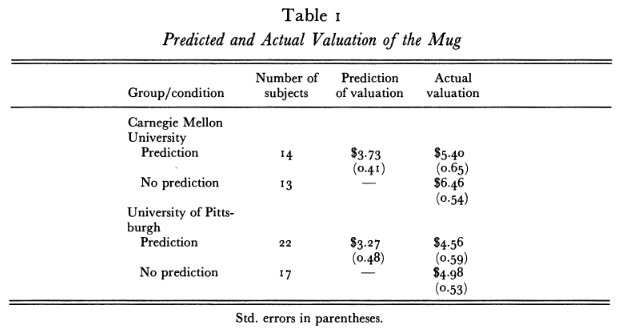 Table 1
Predicted and Actual Valuation of the Mug
Number of Prediction Actual
Group/condition subjects of valuation valuation
Carnegie Mellon
University
Prediction 14 $3.73 $5.40
(0.41) (0.65)
No prediction 13 — $6.46
(0.54)
University of Pitts-
burgh
Prediction 22 $3.27 $4.56
(0.48) (0.59)
No prediction 17 — $4.98
(0.53)
Std. errors in parentheses.